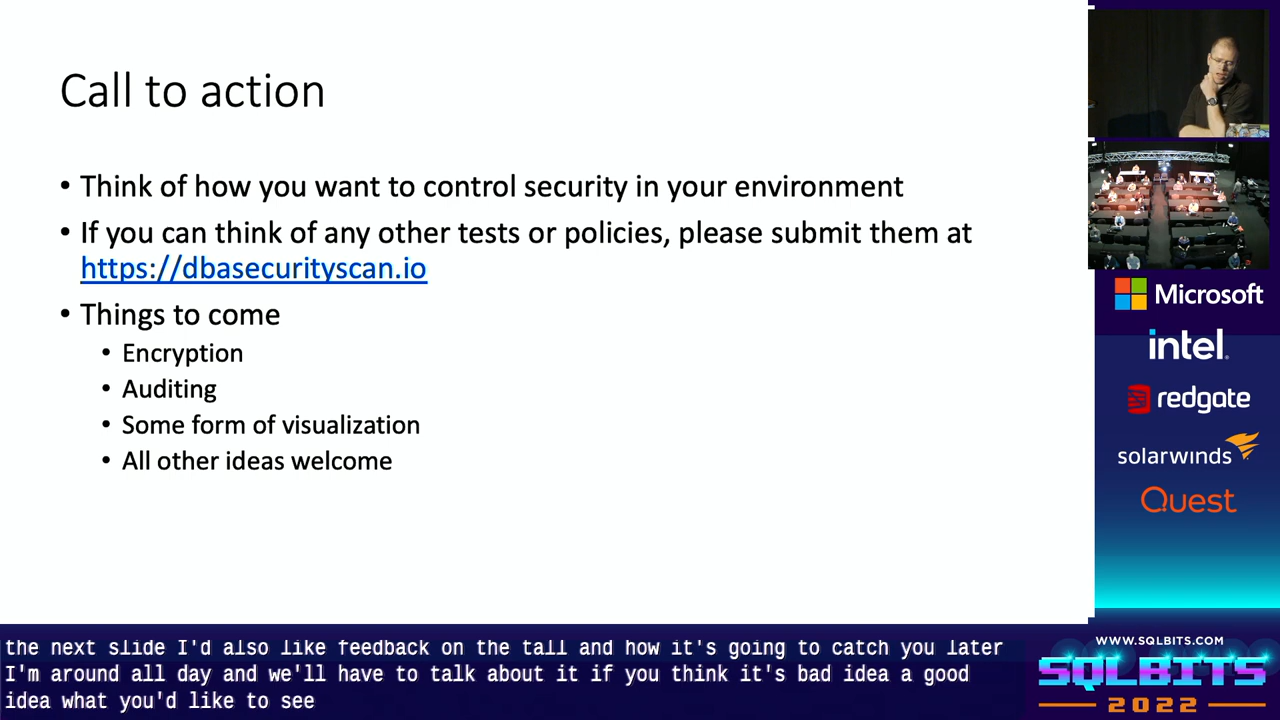 Call to action
• Think of how you want to control security in your environment
• If you can think of any other tests or policies, please submit them at
https://dbasecurityscan.io
• Things to come
• Encryption
• Auditing
• Some form of visualization
• All other ideas welcome
Microsoft
intel.
redgate
solarwinds
Quest
the next slide I'd also like feedback on the tall and how it's going to catch you later
I'm around all day and we'll have to talk about it if you think it's bad idea a good
idea what you'd like to see
WWW.SQLBITS.COM
SQLBITS
2022